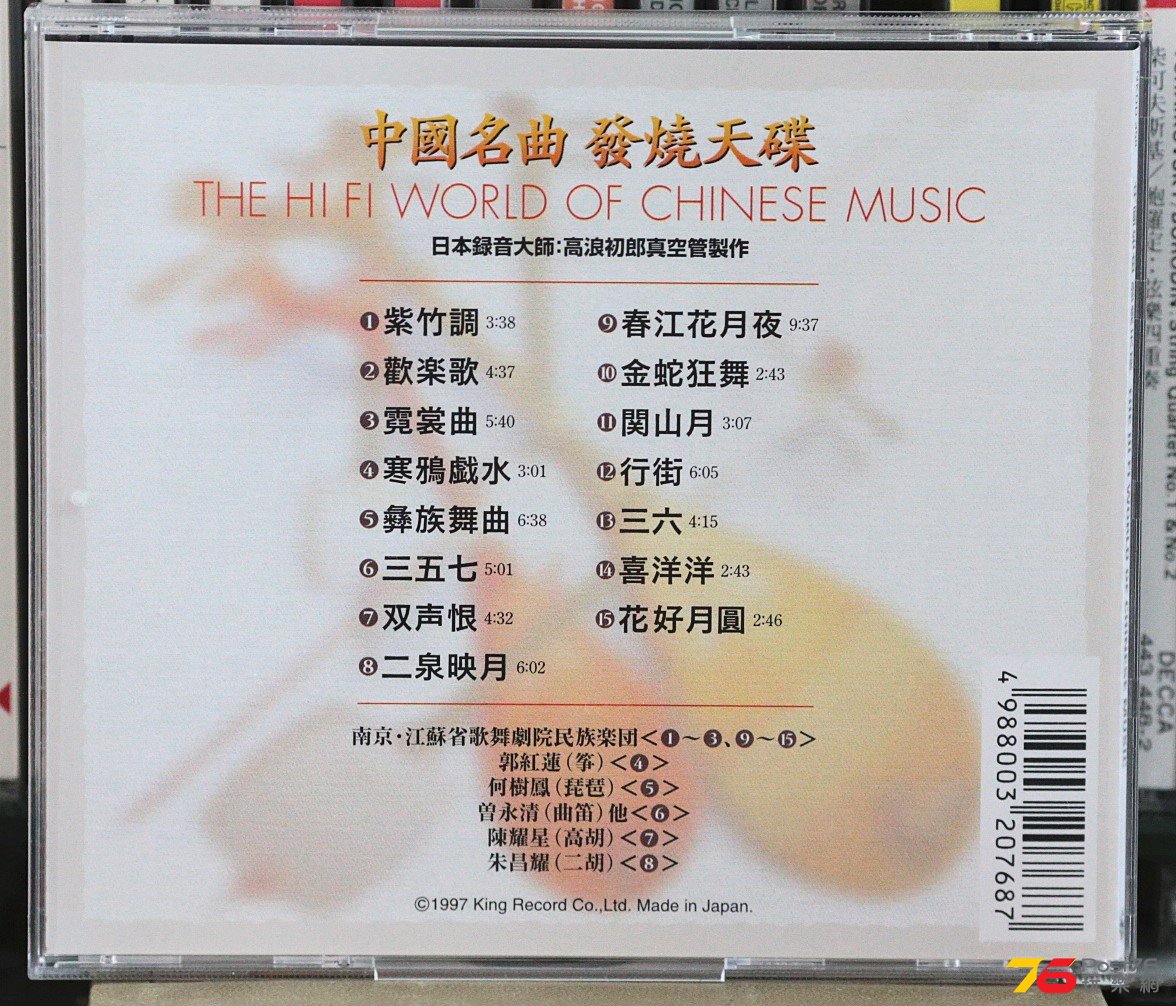 中國名曲 發燒天碟
THE HI FI WORLD OF CHINESE MUSIC
日本録音大師:高浪初郎真空管製作
❶紫竹調 3:38
❷歡楽歌 4:37
❸霓裳曲 5:40
❹寒鴉戯水 3:01
❺彝族舞曲 6:38
❻三五七 5:01
❼双声恨 4:32
❽二泉映月 6:02
❾春江花月夜 9:37
❿金蛇狂舞 2:43
⓫関山月 3:07
⓬行街 6:05
⓭三六 4:15
⓮喜洋洋 2:43
⓯花好月圓 2:46
南京·江蘇省歌舞劇院民族楽団<❶～❸、❾～⓯>
郭紅蓮(筝)<❹>
何樹鳳(琵琶)<❺>
曽永清(曲笛)他<❻>
陳耀星(高胡)<❼>
朱昌耀(二胡)<❽>
©1997 King Record Co.,Ltd. Made in Japan.
4 988003 207687
DECCA
443 448-2
76